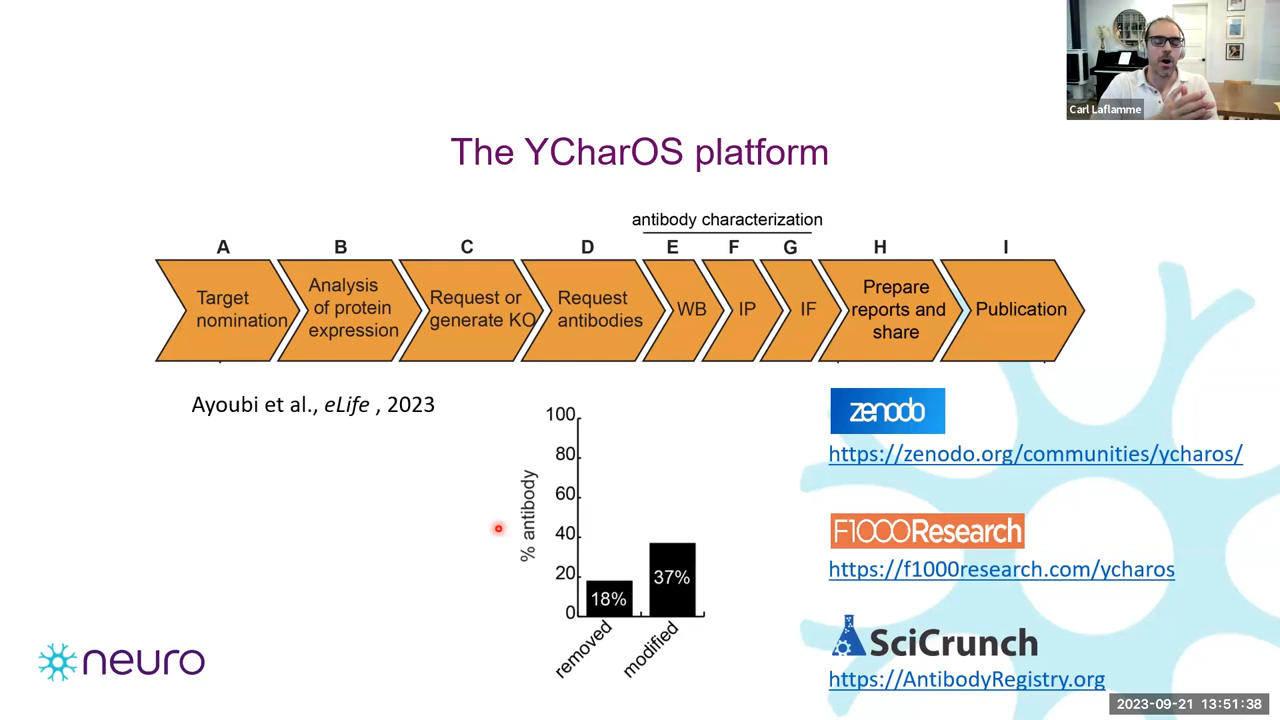 Carl Laflamme
The YCharOS platform
antibody characterization
A B C D E F G H I
Target
nomination
Analysis
of protein
expression
Request or
generate KO
Request
antibodies
WB
IP
IF
Prepare
reports and
share
Publication
Ayoubi et al., eLife , 2023
% antibody
100
80
60
40
20
0
18%
37%
removed
modified
zenodo
https://zenodo.org/communities/ycharos/
F1000Research
https://f1000research.com/ycharos
SciCrunch
https://AntibodyRegistry.org
neuro
2023-09-21 13:51:38